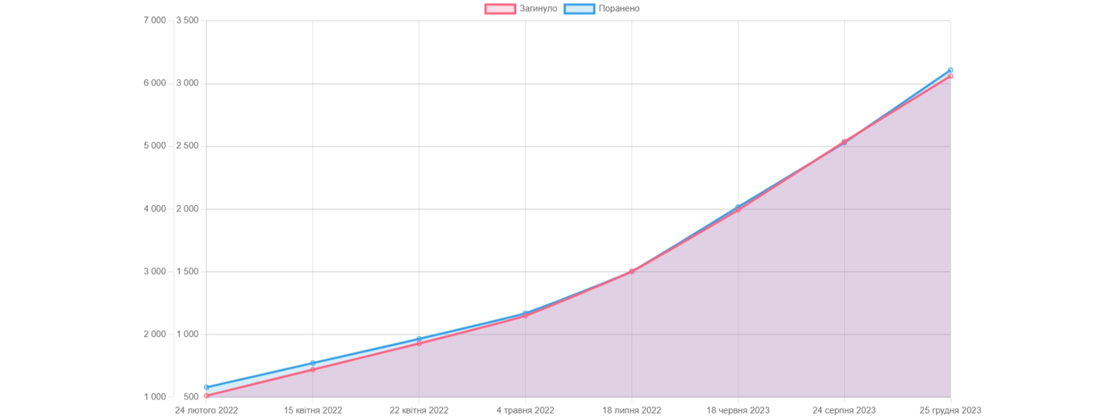 Загинуло Поранено
7 000 3 500
6 000 3 000
5 000 2 500
4 000 2 000
3 000 1 500
2 000 1 000
1 000 500
24 лютого 2022 15 квітня 2022 22 квітня 2022 4 травня 2022 18 липня 2022 18 червня 2023 24 серпня 2023 25 грудня 2023